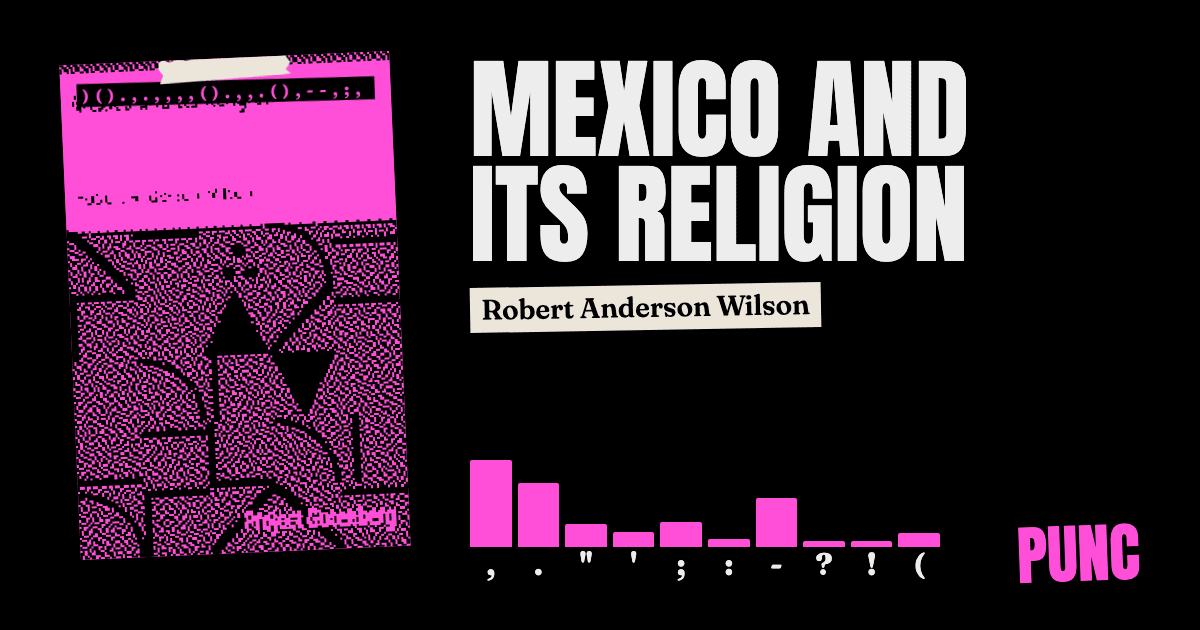 )().,.,,,,().,,.(),--,;,
Project Gutenberg
MEXICO AND
ITS RELIGION
Robert Anderson Wilson
, . " ' ; : - ? ! (
PUNC